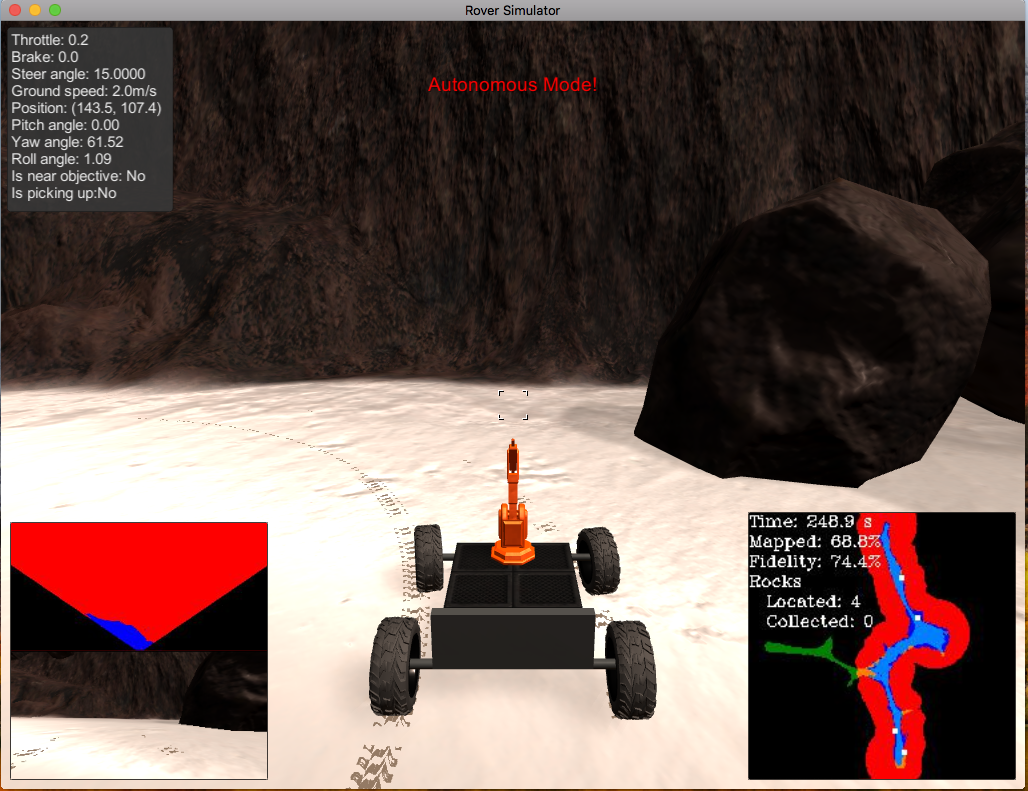 Rover Simulator
Throttle: 0.2
Brake: 0.0
Steer angle: 15.0000
Ground speed: 2.0m/s
Position: (143.5, 107.4)
Pitch angle: 0.00
Yaw angle: 61.52
Roll angle: 1.09
Is near objective: No
Is picking up:No
Autonomous Mode!
Time: 248.9 s
Mapped: 68.8%
Fidelity: 74.4%
Rocks
Located: 4
Collected: 0